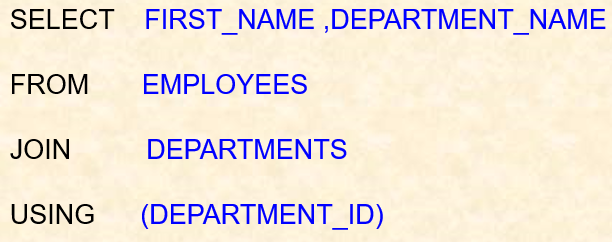 SELECT FIRST_NAME ,DEPARTMENT_NAME
FROM EMPLOYEES
JOIN DEPARTMENTS
USING (DEPARTMENT_ID)